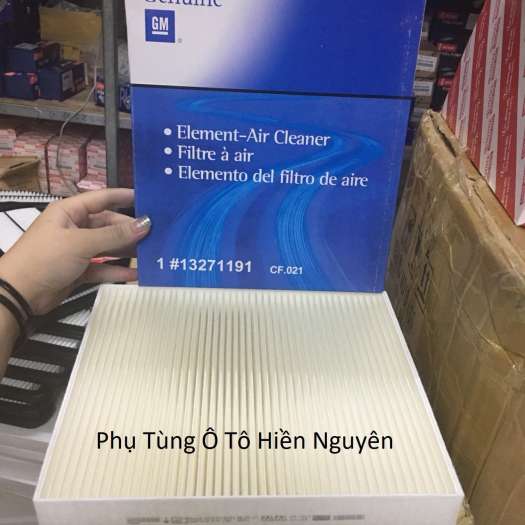 Genuine
GM
• Element-Air Cleaner
• Filtre à air
• Elemento del filtro de aire
1 #13271191 CF.021
Phụ Tùng Ô Tô Hiền Nguyên